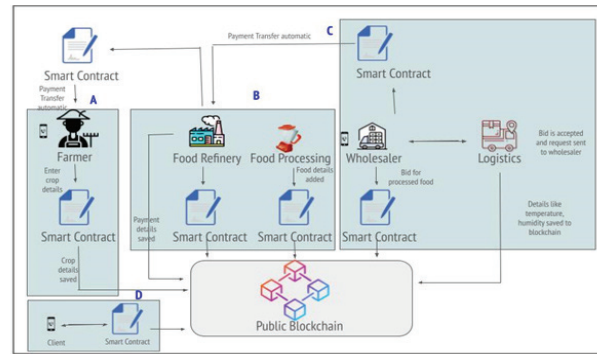 Payment Transfer automatic
C
Smart Contract
Smart Contract
Payment
Transfer
automatic
A
B
Farmer
Food Refinery
Food Processing
Wholesaler
Logistics
Bid is accepted
and request sent
to wholesaler
Enter
crop
details
Food details
added
Bid for
processed food
Payment
details
saved
Smart Contract
Smart Contract
Smart Contract
Smart Contract
Details like
temperature,
humidity saved to
blockchain
Crop
details
saved
D
Client
Smart
Contract
Public Blockchain